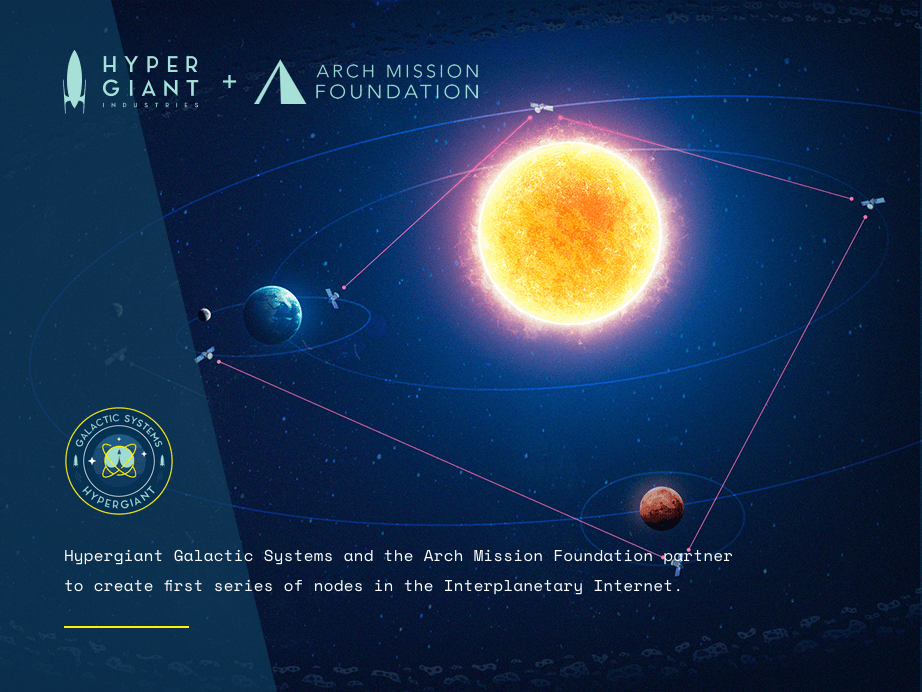 HYPER
GIANT
INDUSTRIES
+
ARCH MISSION
FOUNDATION
GALACTIC SYSTEMS
HYPERGIANT
Hypergiant Galactic Systems and the Arch Mission Foundation partner
to create first series of nodes in the Interplanetary Internet.